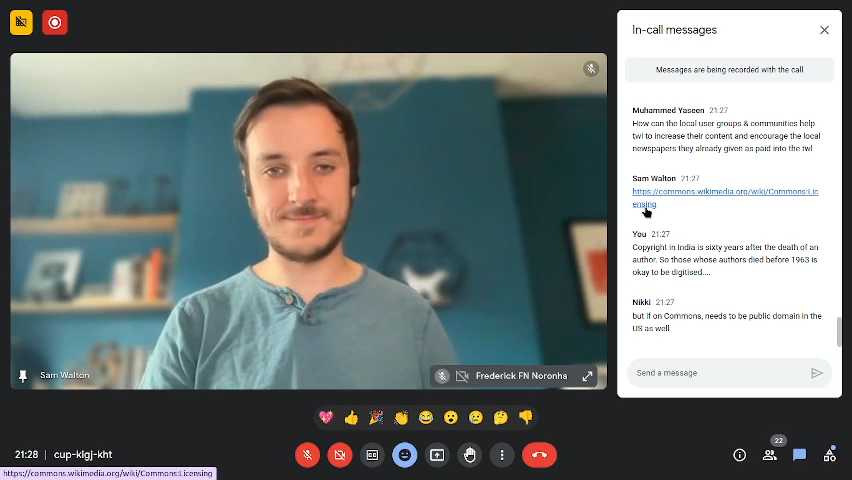 In-call messages
Messages are being recorded with the call
Muhammed Yaseen 21:27
How can the local user groups & communities help
twl to increase their content and encourage the local
newspapers they already given as paid into the twl
Sam Walton 21:27
https://commons.wikimedia.org/wiki/Commons:Lic
ensing
You 21:27
Copyright in India is sixty years after the death of an
author. So those whose authors died before 1963 is
okay to be digitised....
Nikki 21:27
but if on Commons, needs to be public domain in the
US as well
Send a message
Sam Walton
Frederick FN Noronha
22
21:28 | cup-klgj-kht
https://commons.wikimedia.org/wiki/Commons:Licensing